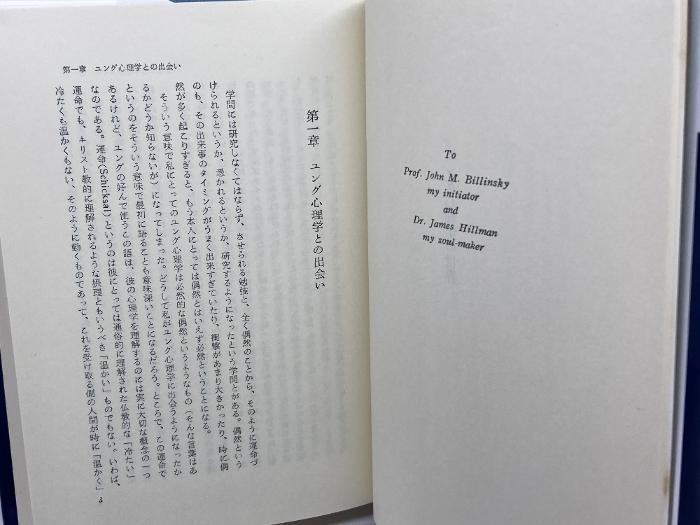 To
Prof. John M. Billinsky
my initiator
and
Dr. James Hillman
my soul-maker
第一章　ユング心理学との出会い
第一章　ユング心理学との出会い
学問には研究しなくてはならず、させられる勉強と、全く偶然のことから、そのように運命づ
けられるというか、惹かれるというか、研究するようになったという学問とがある。偶然という
のも、その出来事のタイミングがうまく出来すぎていたり、衝撃があまり大きかったり、時に偶
然が多く起こりすぎると、もう本人にとっては偶然とはいえず必然ということになる。
そういう意味で私にとってのユング心理学は必然的な偶然というようなもの（そんな言葉はあ
るかどうか知らないが）になってしまった。どうして私がユング心理学に出会うようになったか
というのをそういう意味で最初に語ることも意味深いことになるだろう。ところで、この運命で
あるけれど、ユングの好んで使うこの語は、彼の心理学を理解するのには実に大切な概念の一つ
なのである。運命(Schicksal)というのは彼にとっては通俗的に理解された仏教的な「冷たい」
運命でも、キリスト教的に理解されるような摂理ともいうべき「温かい」ものでもない。いわば、
冷たくも温かくもない、そのように動くものであって、これを受け取る側の人間が時に「温かく」